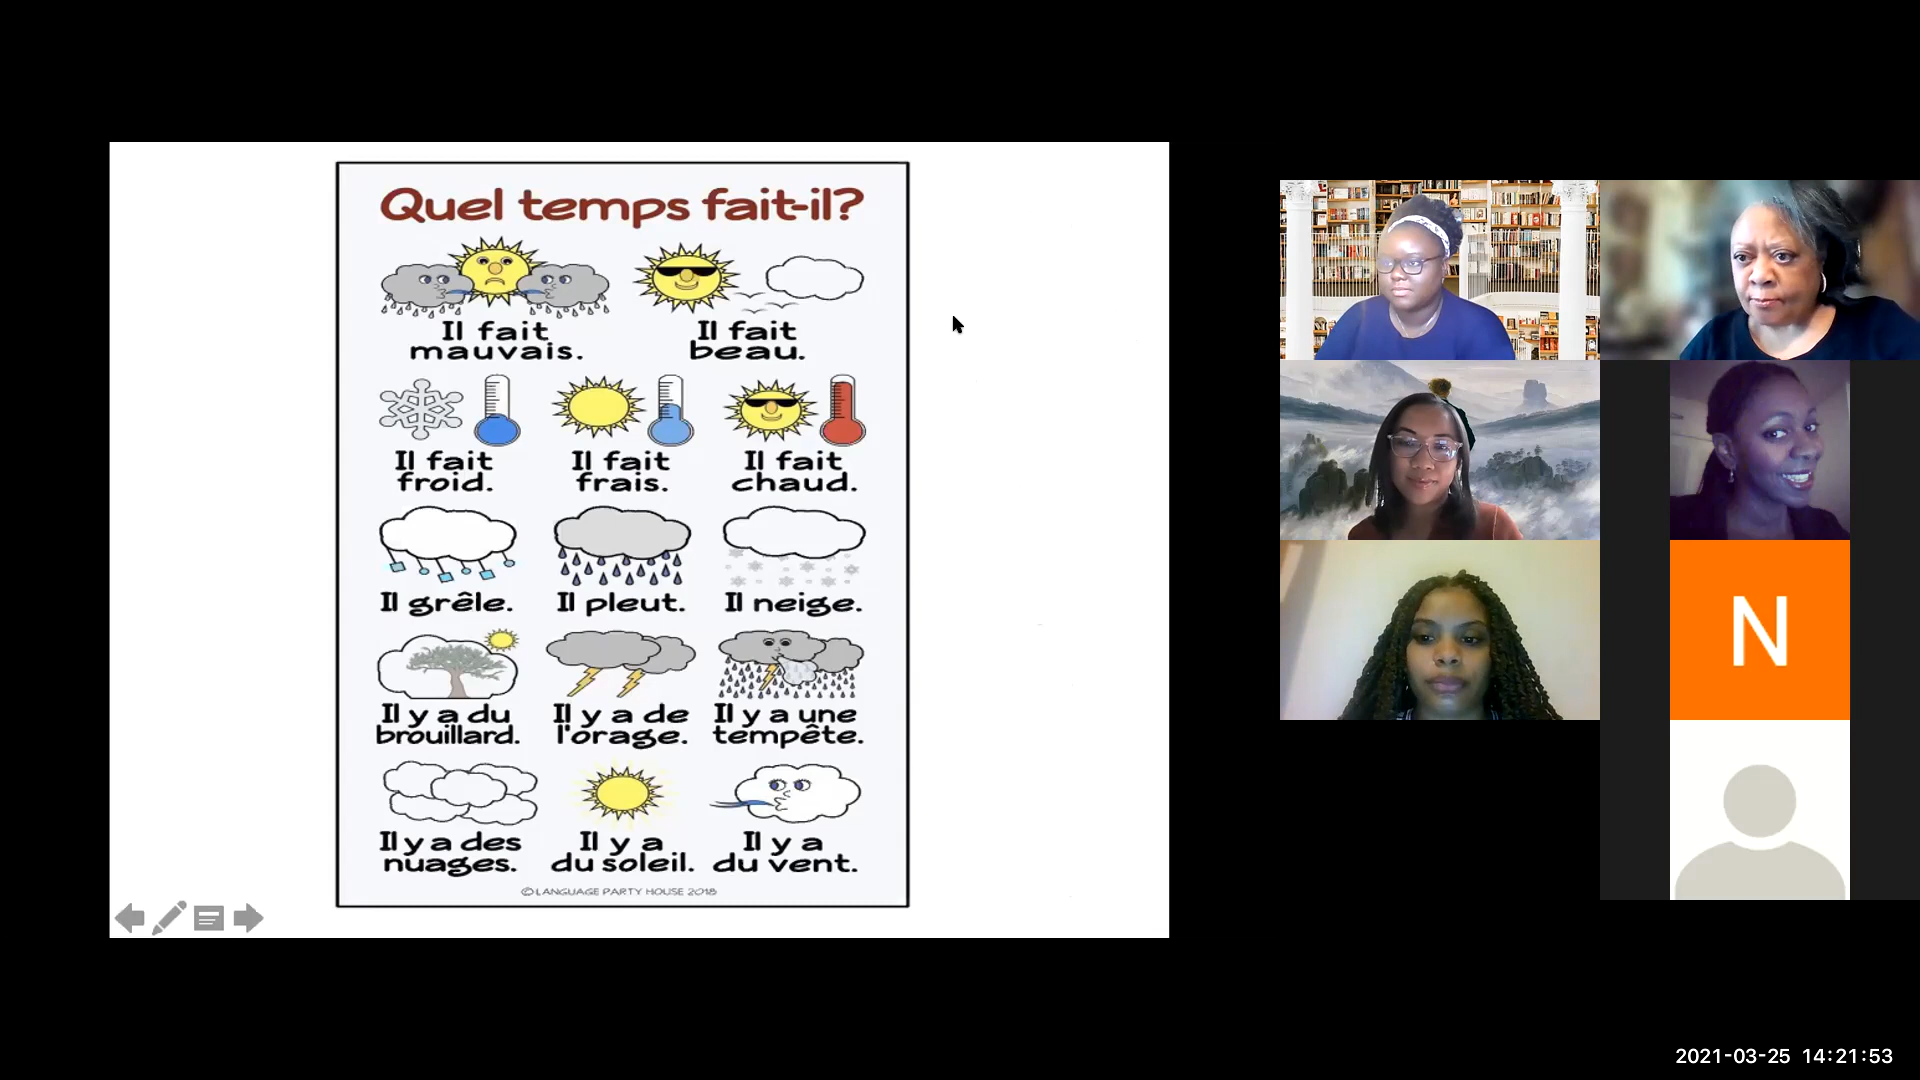 Quel temps fait-il?
Il fait
mauvais.
Il fait
beau.
Il fait
froid.
Il fait
frais.
Il fait
chaud.
Il grêle.
Il pleut.
Il neige.
Il y a du
brouillard.
Il y a de
l'orage.
Il y a une
tempête.
Il y a des
nuages.
Il y a
du soleil.
Il y a
du vent.
©LANGUAGE PARTY HOUSE 2018
N
2021-03-25 14:21:53